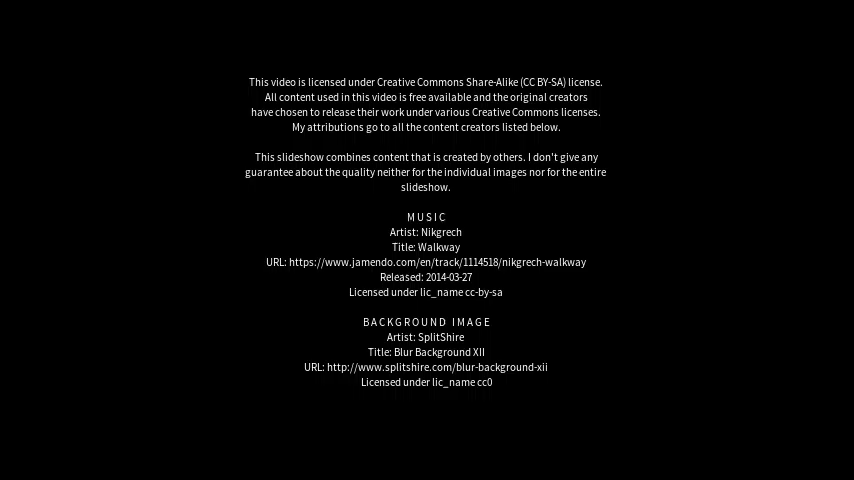 This video is licensed under Creative Commons Share-Alike (CC BY-SA) license.
All content used in this video is free available and the original creators
have chosen to release their work under various Creative Commons licenses.
My attributions go to all the content creators listed below.
This slideshow combines content that is created by others. I don't give any
guarantee about the quality neither for the individual images nor for the entire
slideshow.
M U S I C
Artist: Nikgrech
Title: Walkway
URL: https://www.jamendo.com/en/track/1114518/nikgrech-walkway
Released: 2014-03-27
Licensed under lic_name cc-by-sa
B A C K G R O U N D  I M A G E
Artist: SplitShire
Title: Blur Background XII
URL: http://www.splitshire.com/blur-background-xii
Licensed under lic_name cc0